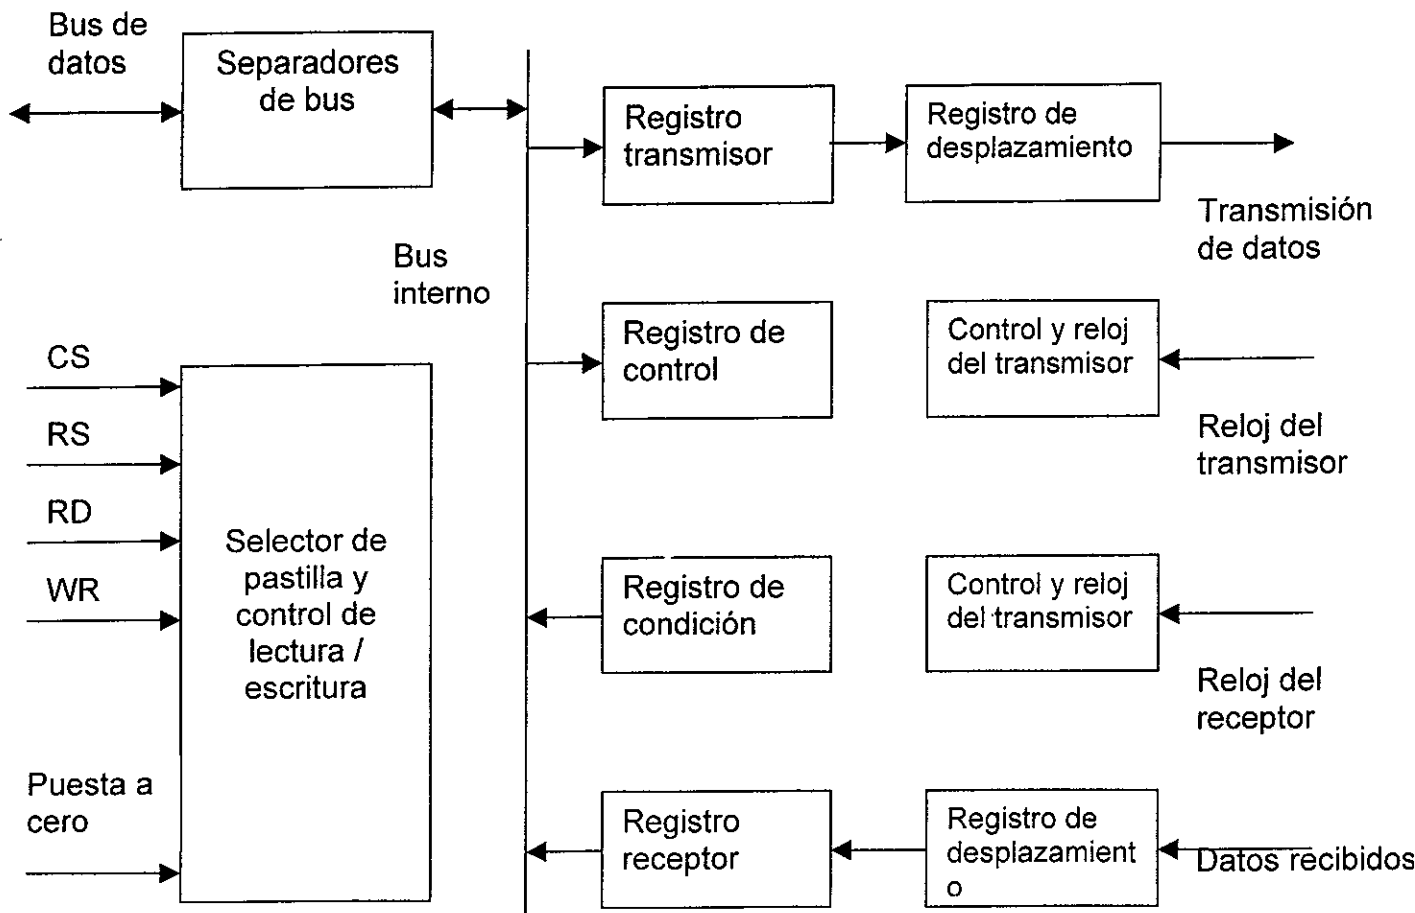 Bus de
datos
Separadores
de bus
Registro
transmisor
Registro de
desplazamiento
Transmisión
de datos
Bus
interno
Registro de
control
Control y reloj
del transmisor
Reloj del
transmisor
CS
RS
RD
WR
Selector de
pastilla y
control de
lectura /
escritura
Registro de
condición
Control y reloj
del transmisor
Reloj del
receptor
Puesta a
cero
Registro
receptor
Registro de
desplazamient
o
Datos recibidos